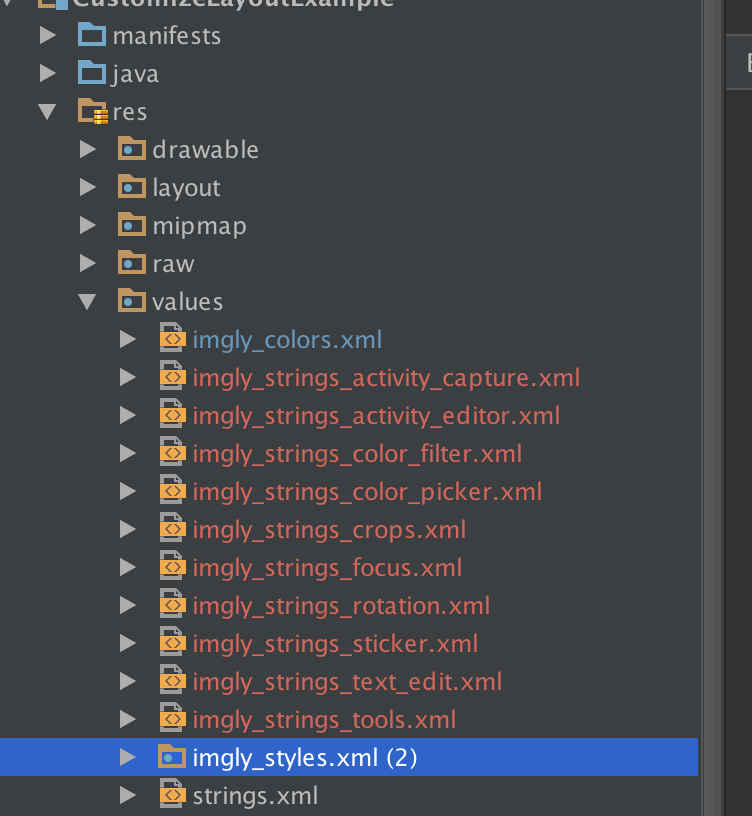 CustomizeLayoutExample
manifests
java
res
drawable
layout
mipmap
raw
values
imgly_colors.xml
imgly_strings_activity_capture.xml
imgly_strings_activity_editor.xml
imgly_strings_color_filter.xml
imgly_strings_color_picker.xml
imgly_strings_crops.xml
imgly_strings_focus.xml
imgly_strings_rotation.xml
imgly_strings_sticker.xml
imgly_strings_text_edit.xml
imgly_strings_tools.xml
imgly_styles.xml (2)
strings.xml